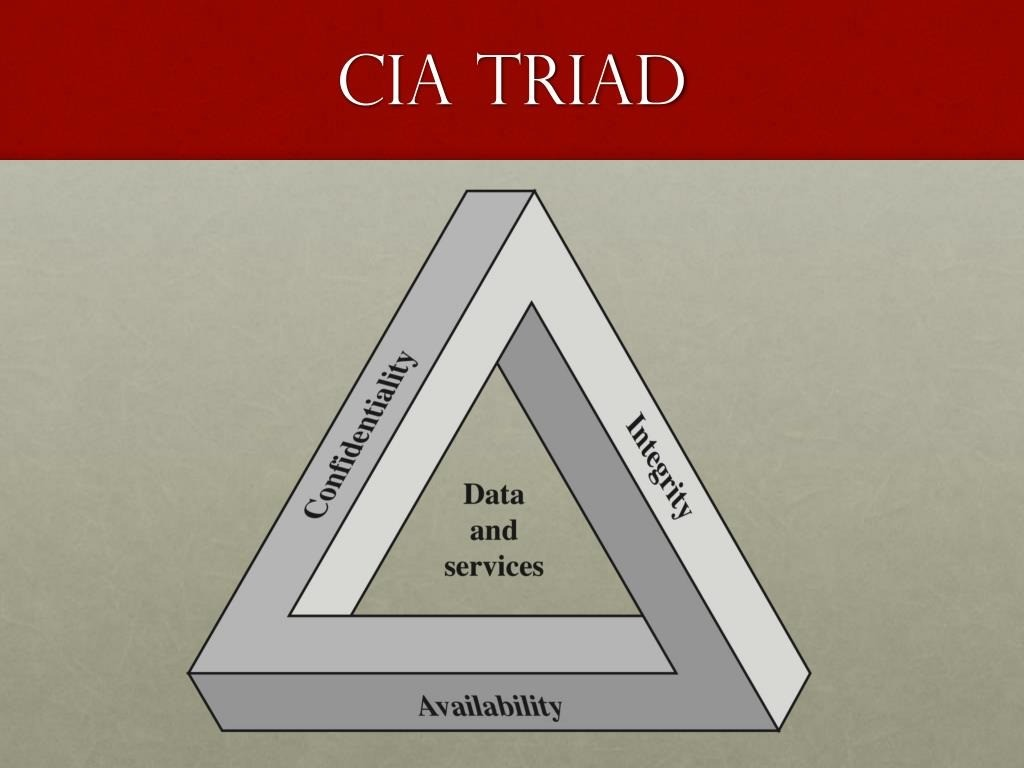 CIA TRIAD
Confidentiality
Integrity
Data
and
services
Availability